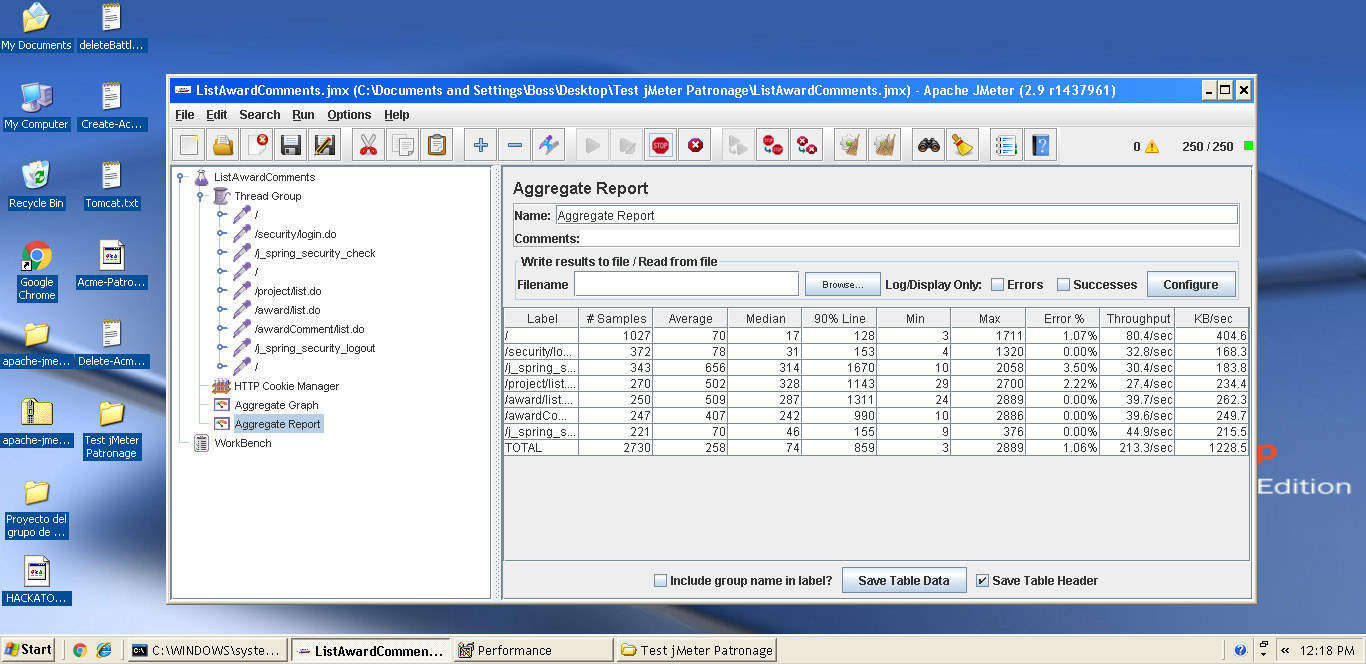 My Documents
deleteBattl...
My Computer
Create-Ac...
Recycle Bin
Tomcat.txt
Google
Chrome
Acme-Patro...
apache-jme...
Delete-Acm...
apache-jme...
Test jMeter
Patronage
Proyecto del
grupo de ...
HACKATO...
ListAwardComments.jmx (C:\Documents and Settings\Boss\Desktop\Test jMeter Patronage\ListAwardComments.jmx) - Apache JMeter (2.9 r1437961)
File Edit Search Run Options Help
STOP
0 250 / 250
ListAwardComments
Thread Group
/
/security/login.do
/j_spring_security_check
/
/project/list.do
/award/list.do
/awardComment/list.do
/j_spring_security_logout
/
HTTP Cookie Manager
Aggregate Graph
Aggregate Report
WorkBench
Aggregate Report
Name: Aggregate Report
Comments:
Write results to file / Read from file
Filename Browse... Log/Display Only: Errors Successes Configure
Label # Samples Average Median 90% Line Min Max Error % Throughput KB/sec
/ 1027 70 17 128 3 1711 1.07% 80.4/sec 404.6
/security/lo... 372 78 31 153 4 1320 0.00% 32.8/sec 168.3
/j_spring_s... 343 656 314 1670 10 2058 3.50% 30.4/sec 183.8
/project/list.... 270 502 328 1143 29 2700 2.22% 27.4/sec 234.4
/award/list.... 250 509 287 1311 24 2889 0.00% 39.7/sec 262.3
/awardCo... 247 407 242 990 10 2886 0.00% 39.6/sec 249.7
/j_spring_s... 221 70 46 155 9 376 0.00% 44.9/sec 215.5
TOTAL 2730 258 74 859 3 2889 1.06% 213.3/sec 1228.5
p
Edition
Include group name in label? Save Table Data Save Table Header
Start C:\WINDOWS\syste... ListAwardCommen... Performance Test jMeter Patronage 12:18 PM